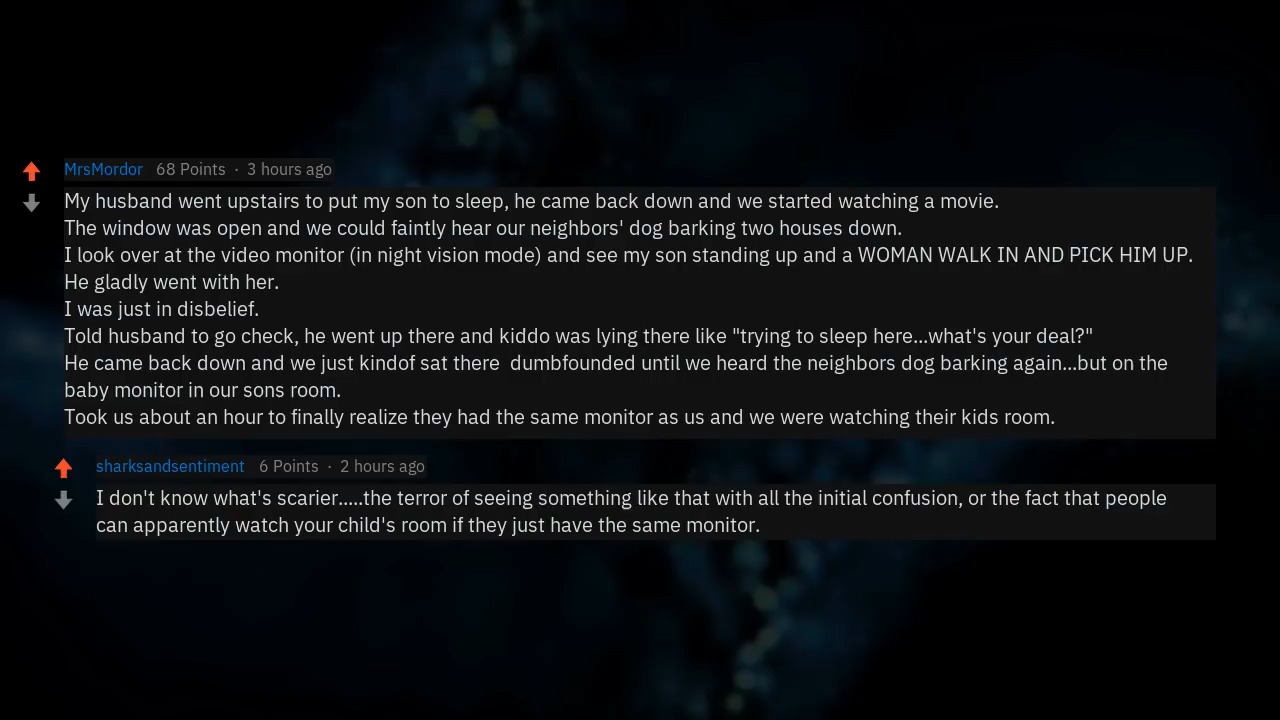 MrsMordor 68 Points · 3 hours ago
My husband went upstairs to put my son to sleep, he came back down and we started watching a movie.
The window was open and we could faintly hear our neighbors' dog barking two houses down.
I look over at the video monitor (in night vision mode) and see my son standing up and a WOMAN WALK IN AND PICK HIM UP.
He gladly went with her.
I was just in disbelief.
Told husband to go check, he went up there and kiddo was lying there like "trying to sleep here...what's your deal?"
He came back down and we just kindof sat there  dumbfounded until we heard the neighbors dog barking again...but on the
baby monitor in our sons room.
Took us about an hour to finally realize they had the same monitor as us and we were watching their kids room.
sharksandsentiment 6 Points · 2 hours ago
I don't know what's scarier.....the terror of seeing something like that with all the initial confusion, or the fact that people
can apparently watch your child's room if they just have the same monitor.